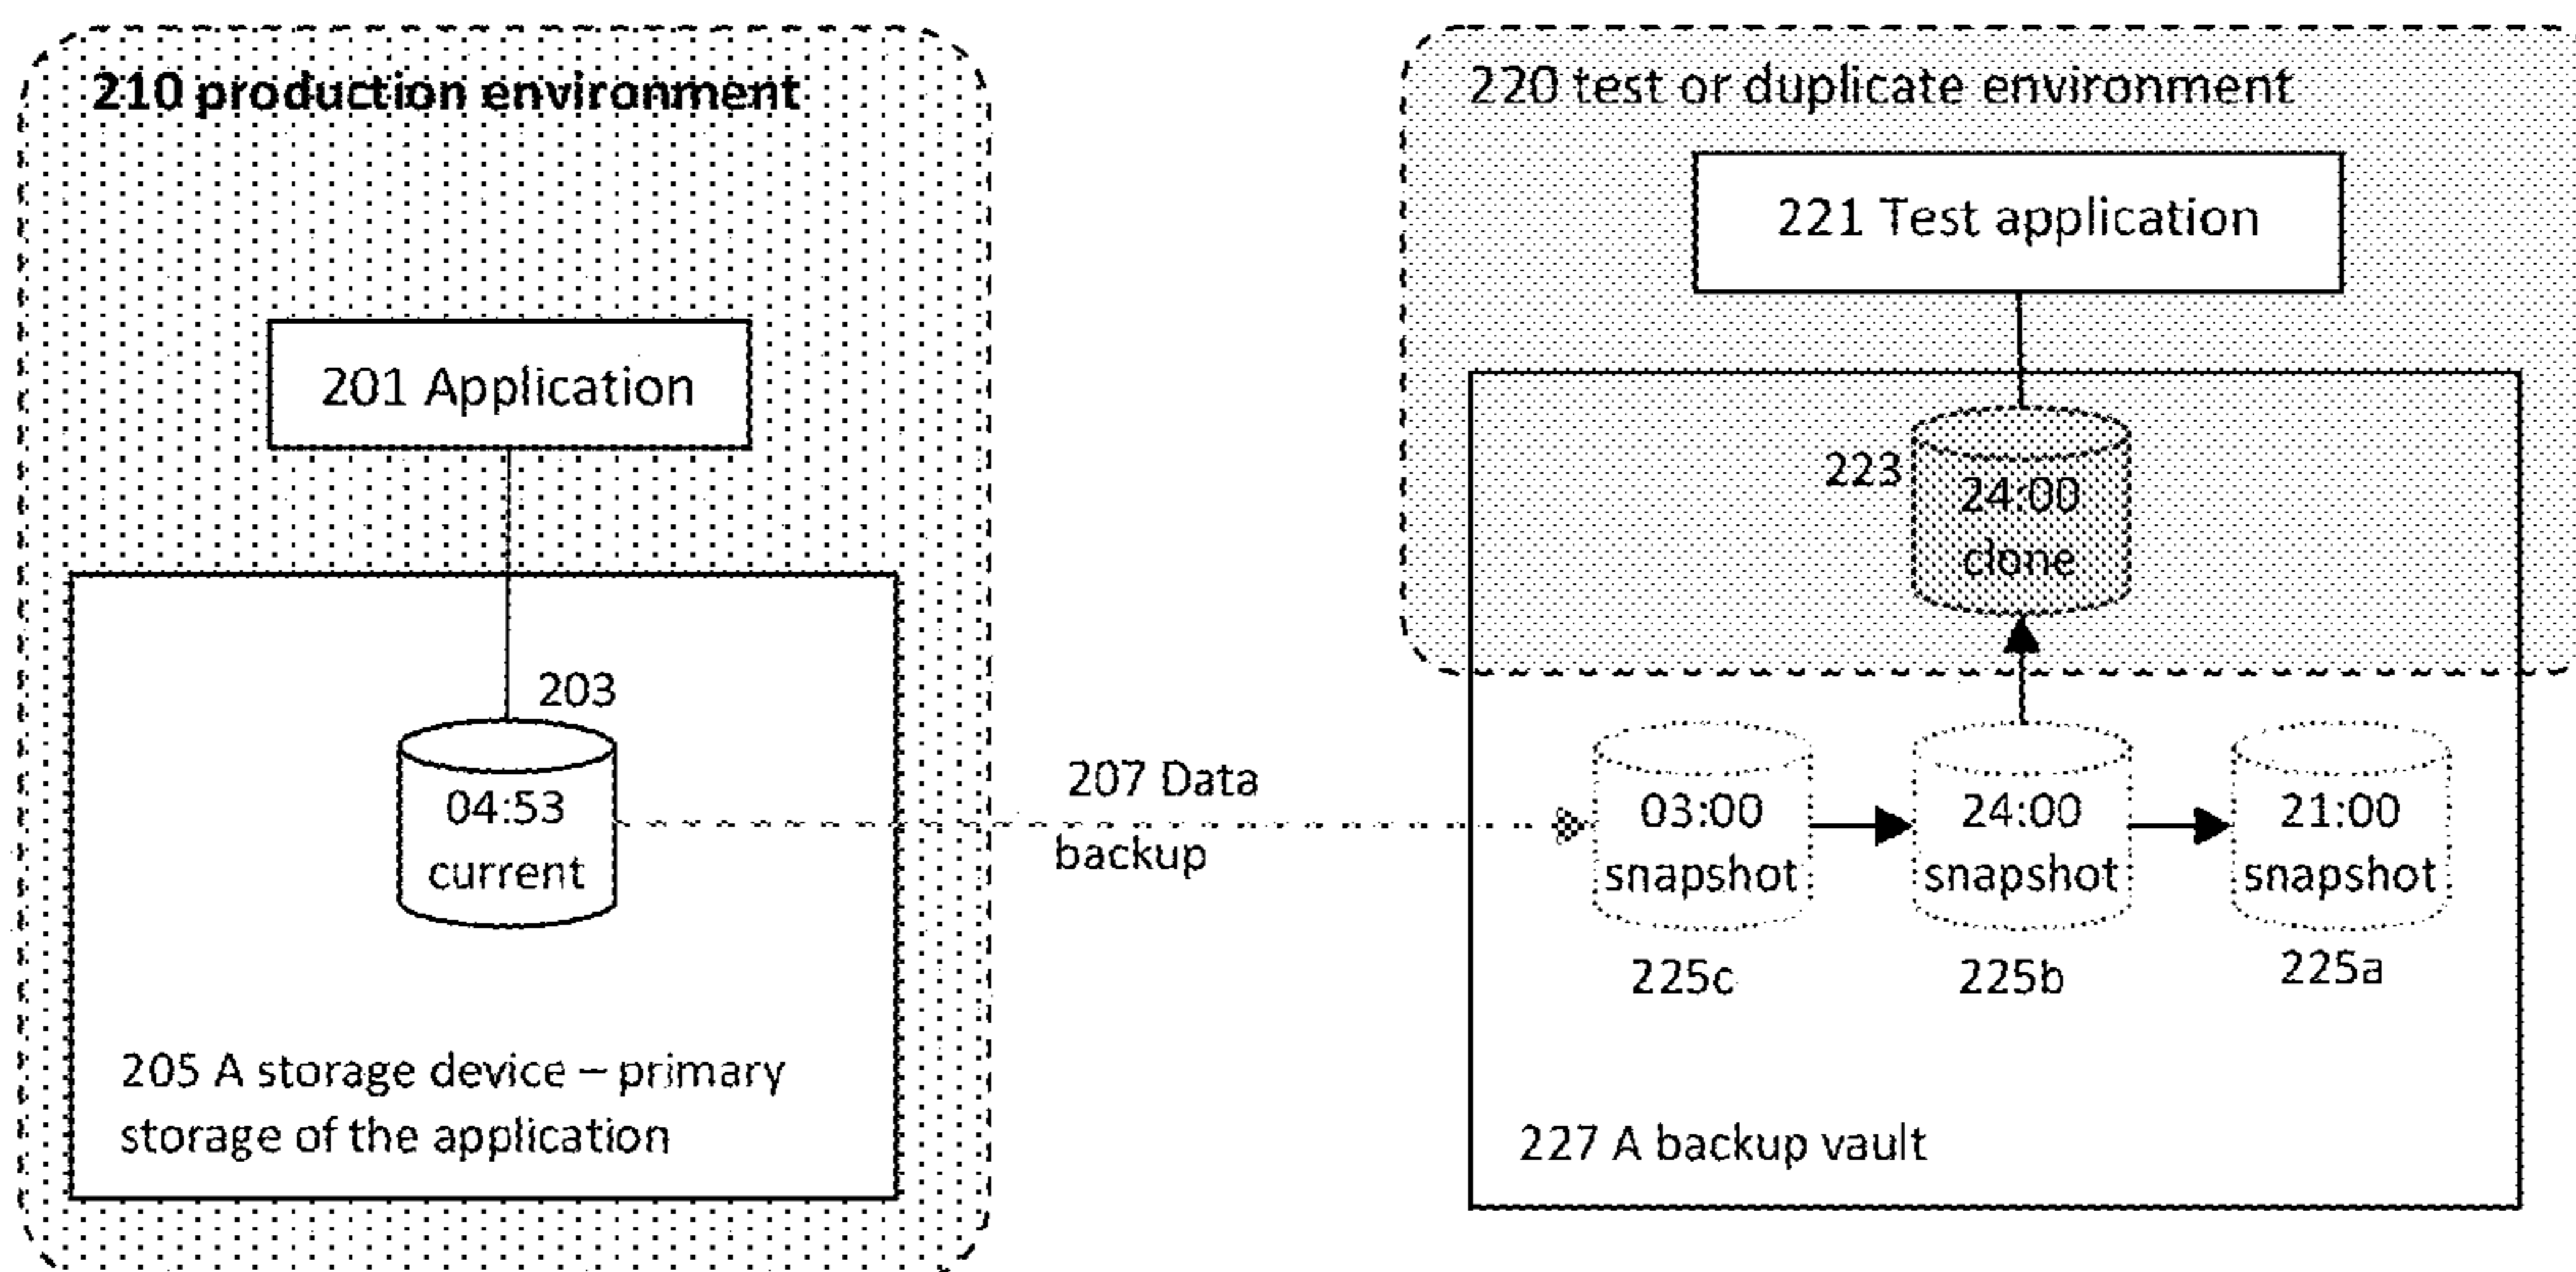 210 production environment
201 Application
203
04:53
current
205 A storage device – primary
storage of the application
207 Data
backup
220 test or duplicate environment
221 Test application
223
24:00
clone
03:00
snapshot
24:00
snapshot
21:00
snapshot
225c
225b
225a
227 A backup vault